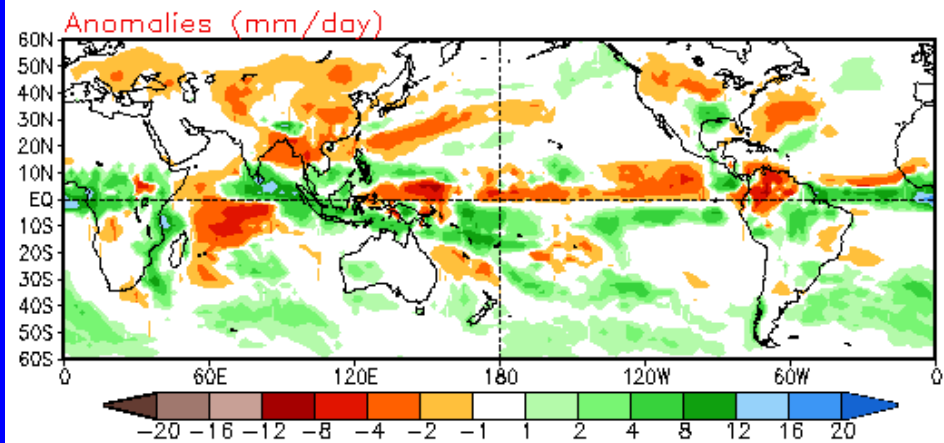 Anomalies (mm/day)
60N
50N
40N
30N
20N
10N
EQ
10S
20S
30S
40S
50S
60S
0 60E 120E 180 120W 60W 0
−20 −16 −12 −8 −4 −2 −1 1 2 4 8 12 16 20